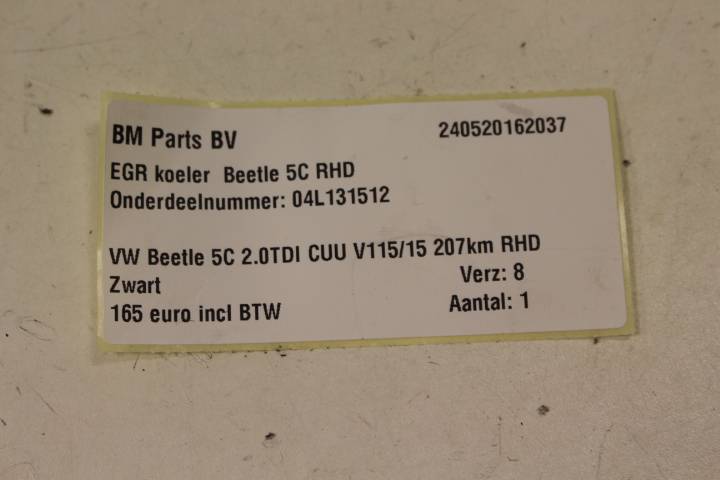 BM Parts BV 240520162037
EGR koeler Beetle 5C RHD
Onderdeelnummer: 04L131512
VW Beetle 5C 2.0TDI CUU V115/15 207km RHD
Zwart Verz: 8
165 euro incl BTW Aantal: 1